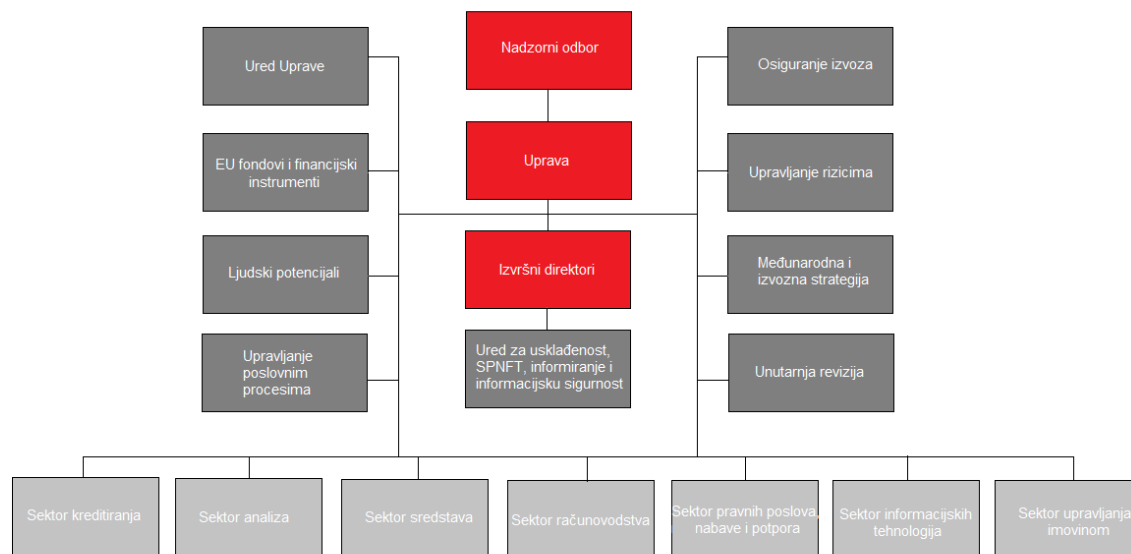 Nadzorni odbor
Uprava
Izvršni direktori
Ured za usklađenost,
SPNFT, informiranje i
informacijsku sigurnost
Ured Uprave
EU fondovi i financijski
instrumenti
Ljudski potencijali
Upravljanje
poslovnim
procesima
Osiguranje izvoza
Upravljanje rizicima
Međunarodna i
izvozna strategija
Unutarnja revizija
Sektor kreditiranja
Sektor analiza
Sektor sredstava
Sektor računovodstva
Sektor pravnih poslova,
nabave i potpora
Sektor informacijskih
tehnologija
Sektor upravljanja
imovinom